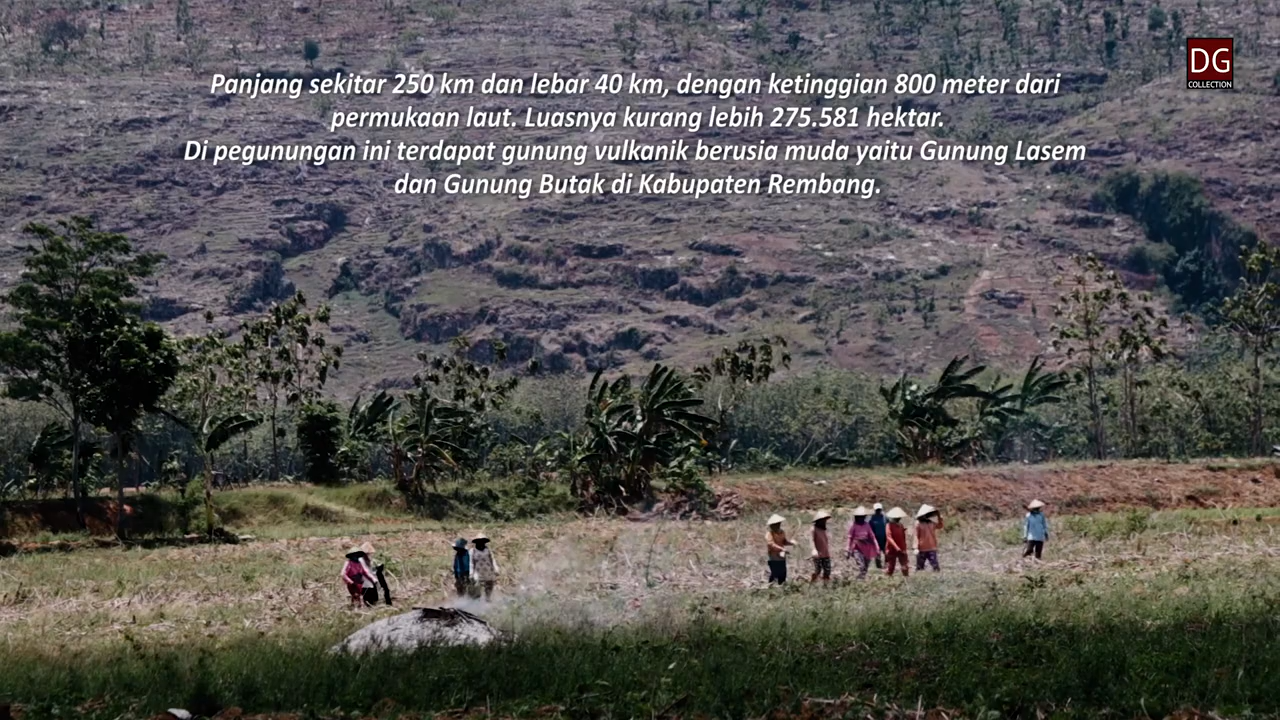 Panjang sekitar 250 km dan lebar 40 km, dengan ketinggian 800 meter dari
permukaan laut. Luasnya kurang lebih 275.581 hektar.
Di pegunungan ini terdapat gunung vulkanik berusia muda yaitu Gunung Lasem
dan Gunung Butak di Kabupaten Rembang.
DG
COLLECTION